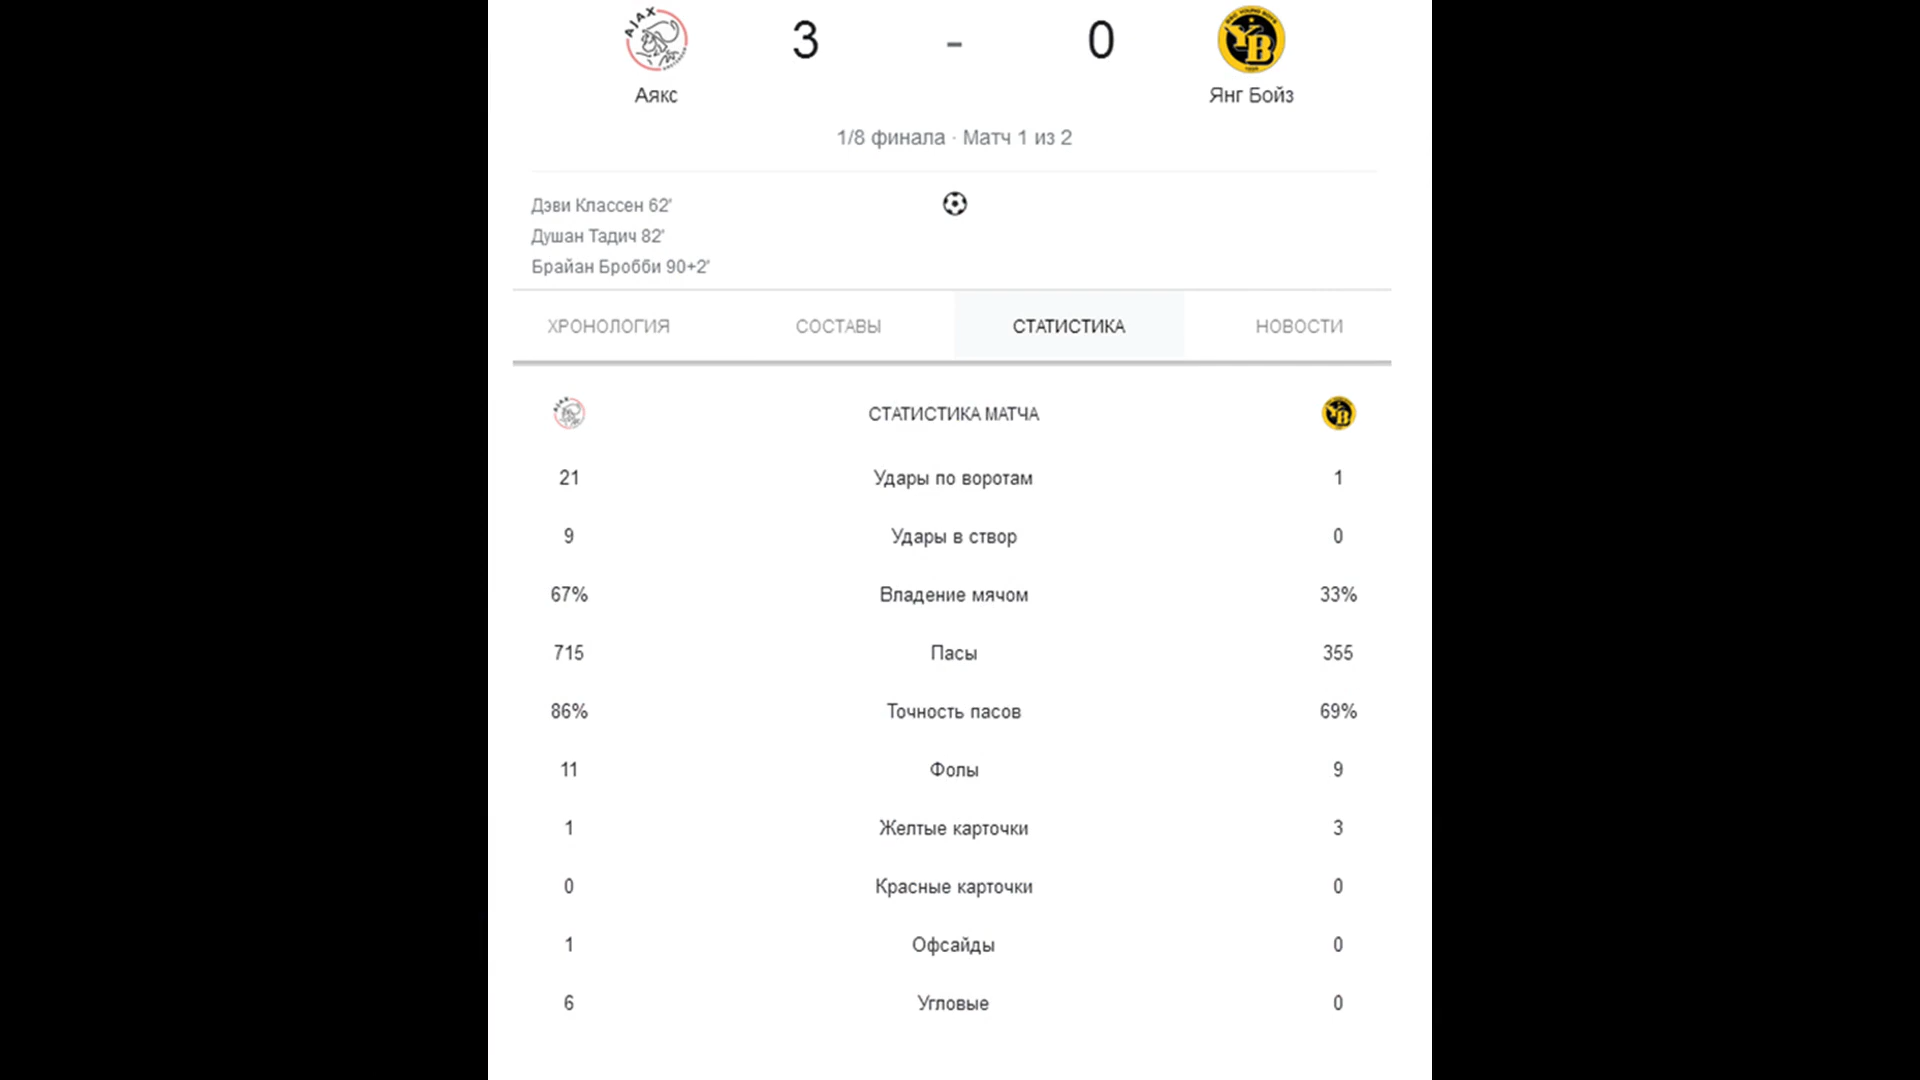 AJAX
3 - 0
Аякс Янг Бойз
1/8 финала · Матч 1 из 2
Дэви Классен 62'
Душан Тадич 82'
Брайан Бробби 90+2'
ХРОНОЛОГИЯ СОСТАВЫ СТАТИСТИКА НОВОСТИ
СТАТИСТИКА МАТЧА
21 Удары по воротам 1
9 Удары в створ 0
67% Владение мячом 33%
715 Пасы 355
86% Точность пасов 69%
11 Фолы 9
1 Желтые карточки 3
0 Красные карточки 0
1 Офсайды 0
6 Угловые 0